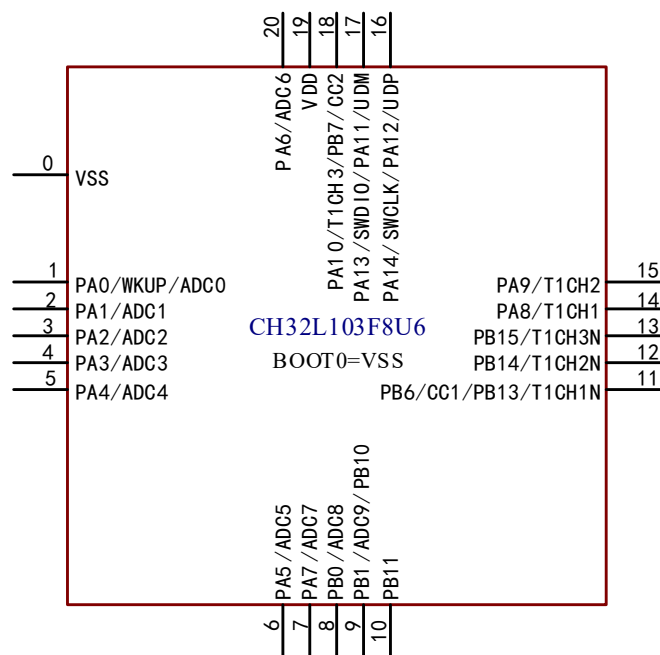 20 19 18 17 16
PA6/ADC6
VDD
PA10/T1CH3/PB7/CC2
PA13/SWDIO/PA11/UDM
PA14/SWCLK/PA12/UDP
0 VSS
1 PA0/WKUP/ADC0
2 PA1/ADC1
3 PA2/ADC2
4 PA3/ADC3
5 PA4/ADC4
CH32L103F8U6
BOOT0=VSS
PA9/T1CH2 15
PA8/T1CH1 14
PB15/T1CH3N 13
PB14/T1CH2N 12
PB6/CC1/PB13/T1CH1N 11
PA5/ADC5
PA7/ADC7
PB0/ADC8
PB1/ADC9/PB10
PB11
6 7 8 9 10